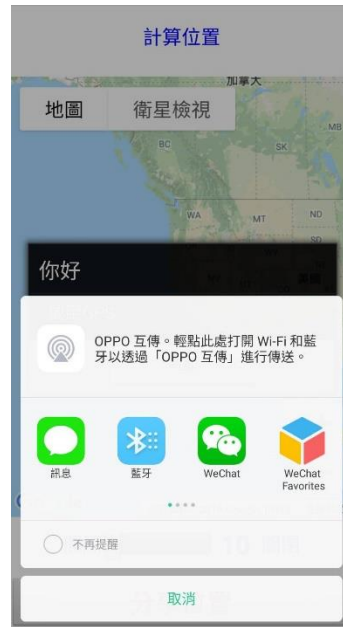 計算位置
加拿大
地圖
衛星檢視
BC
MB
SK
WA
MT
ND
SD
你好
OPPO 互傳。輕點此處打開 Wi-Fi 和藍
牙以透過「OPPO 互傳」進行傳送。
訊息
藍牙
WeChat
WeChat
Favorites
不再提醒
10
取消